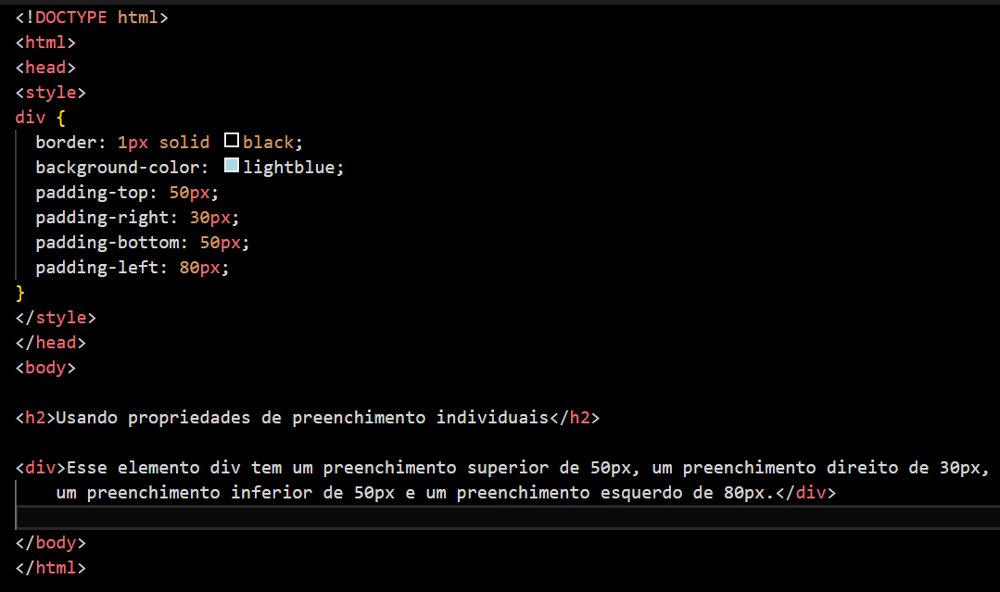 <!DOCTYPE html>
<html>
<head>
<style>
div {
  border: 1px solid black;
  background-color: lightblue;
  padding-top: 50px;
  padding-right: 30px;
  padding-bottom: 50px;
  padding-left: 80px;
}
</style>
</head>
<body>
<h2>Usando propriedades de preenchimento individuais</h2>
<div>Esse elemento div tem um preenchimento superior de 50px, um preenchimento direito de 30px,
    um preenchimento inferior de 50px e um preenchimento esquerdo de 80px.</div>
</body>
</html>